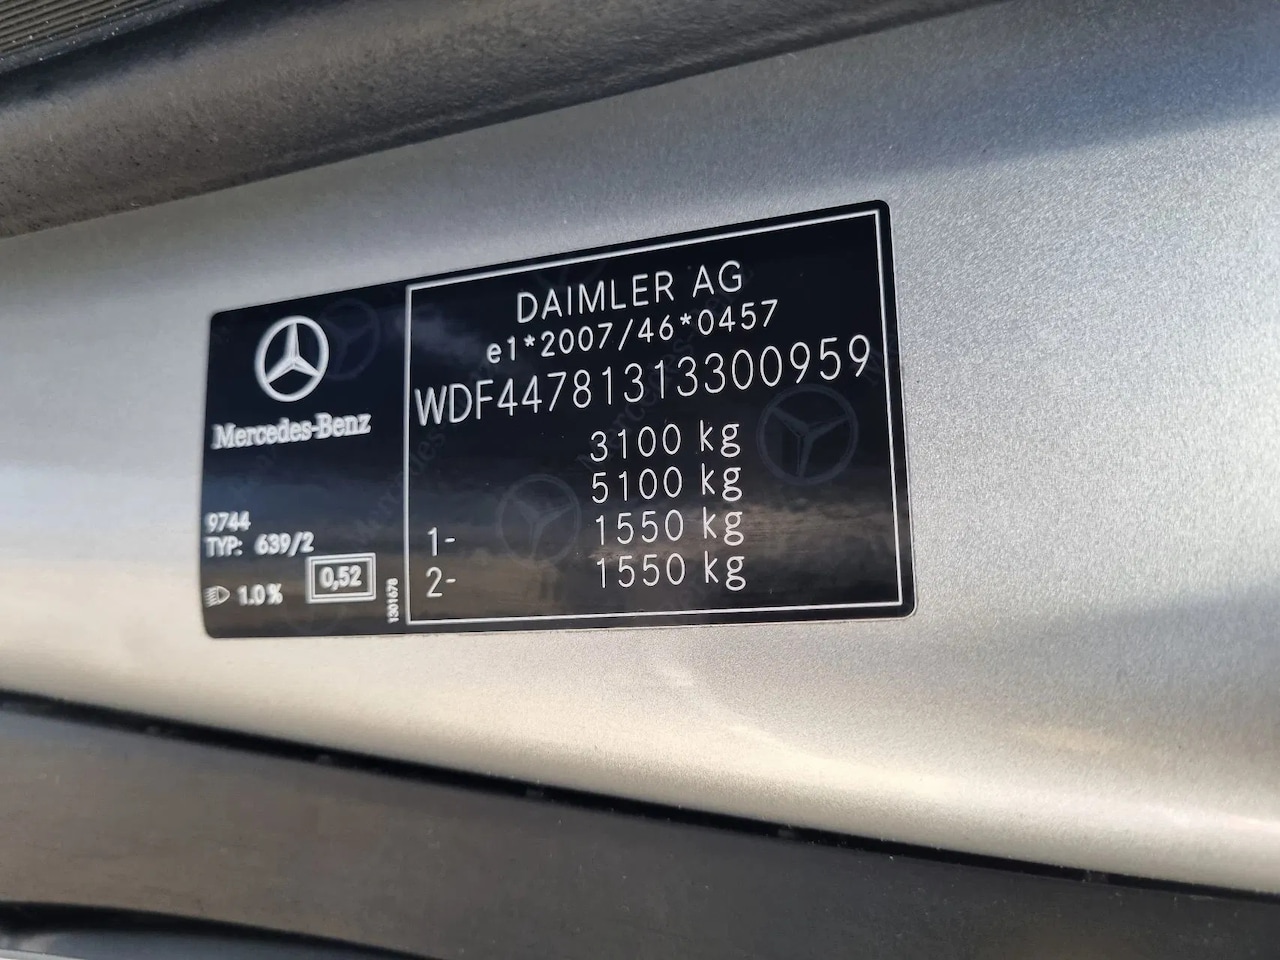 Mercedes-Benz
9744
TYP: 639/2
1.0%
0,52
1301678
DAIMLER AG
e1*2007/46*0457
WDF44781313300959
3100 kg
5100 kg
1- 1550 kg
2- 1550 kg